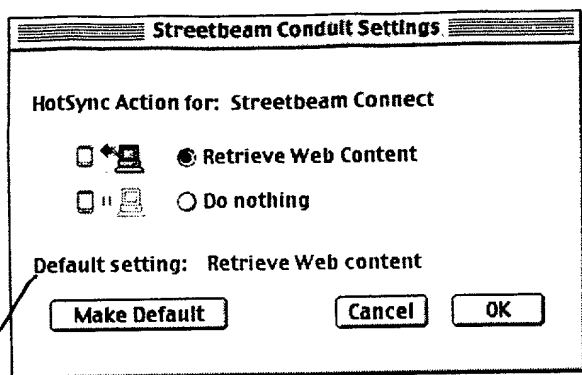 Streetbeam Conduit Settings
HotSync Action for: Streetbeam Connect
Retrieve Web Content
Do nothing
Default setting: Retrieve Web content
Make Default Cancel OK